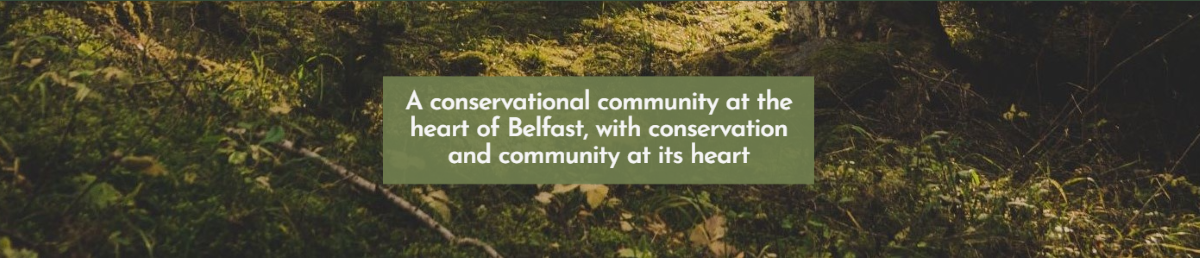 A conservational community at the
heart of Belfast, with conservation
and community at its heart